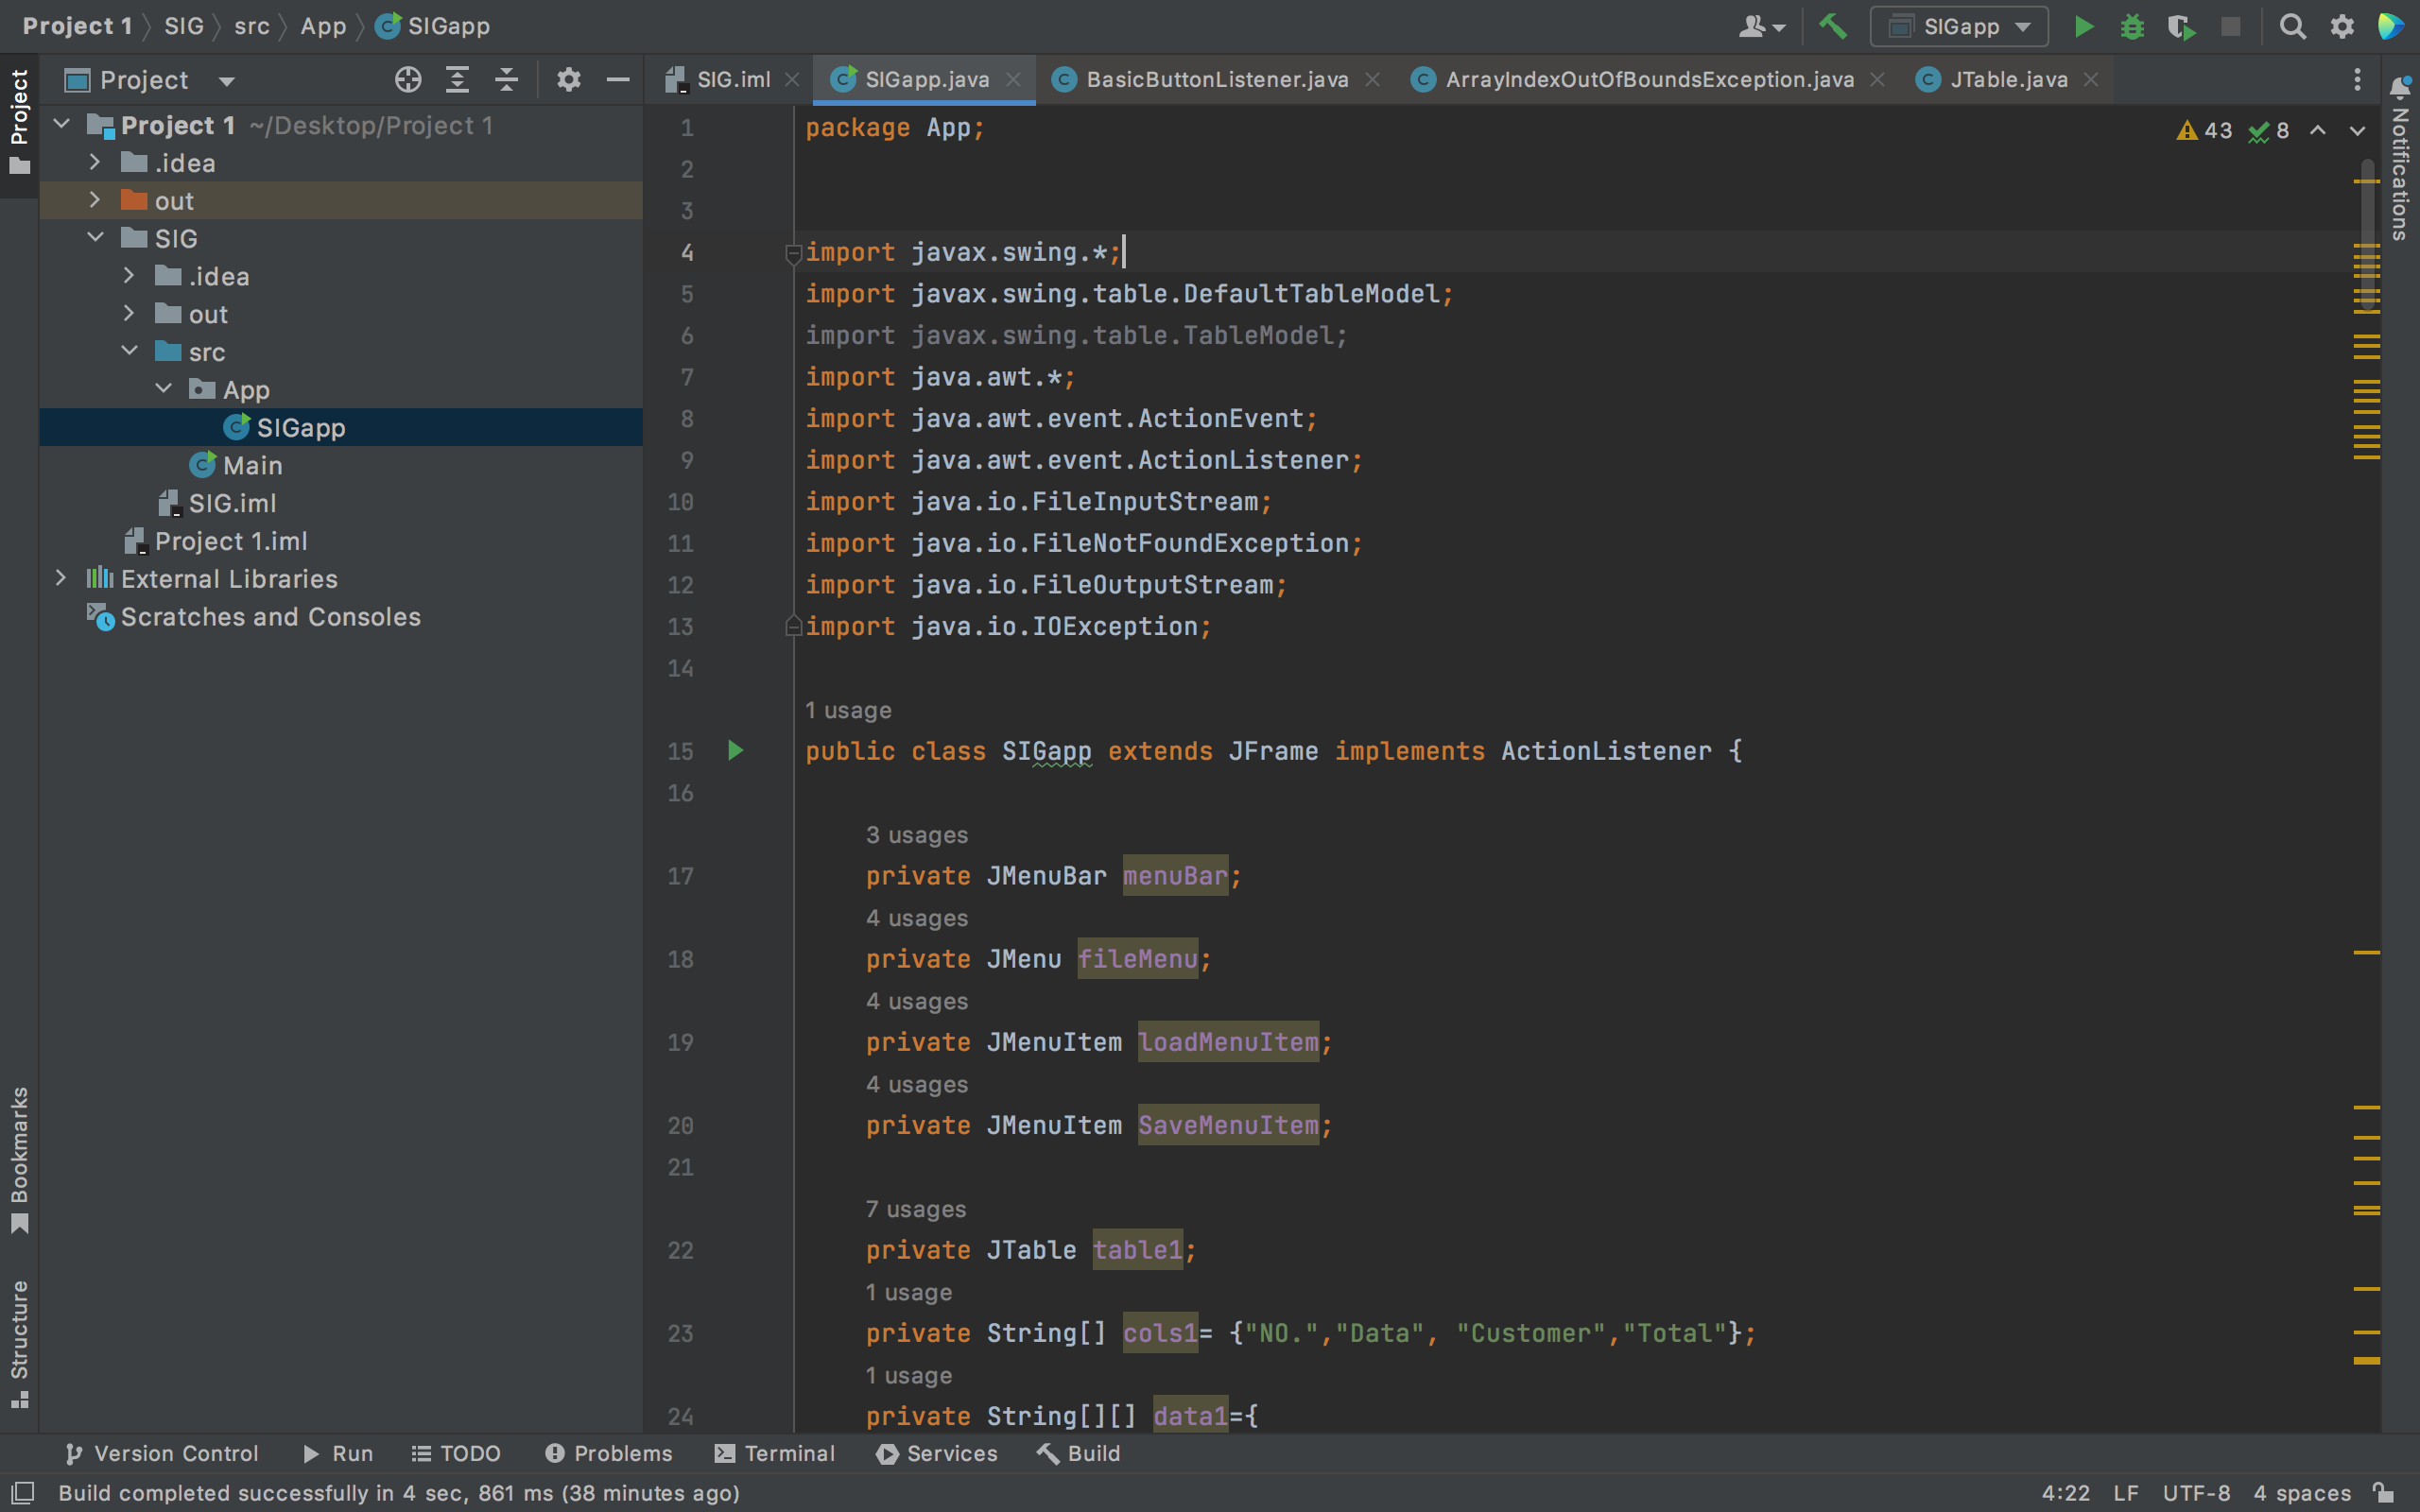 Project 1 SIG src App SIGapp
SIGapp
Project
SIG.iml SIGapp.java BasicButtonListener.java ArrayIndexOutOfBoundsException.java JTable.java
Project
Notifications
Bookmarks
Structure
Project 1 ~/Desktop/Project 1
.idea
out
SIG
.idea
out
src
App
SIGapp
Main
SIG.iml
Project 1.iml
External Libraries
Scratches and Consoles
43 8
1 package App;
2
3
4 import javax.swing.*;
5 import javax.swing.table.DefaultTableModel;
6 import javax.swing.table.TableModel;
7 import java.awt.*;
8 import java.awt.event.ActionEvent;
9 import java.awt.event.ActionListener;
10 import java.io.FileInputStream;
11 import java.io.FileNotFoundException;
12 import java.io.FileOutputStream;
13 import java.io.IOException;
14
1 usage
15 public class SIGapp extends JFrame implements ActionListener {
16
3 usages
17 private JMenuBar menuBar;
4 usages
18 private JMenu fileMenu;
4 usages
19 private JMenuItem loadMenuItem;
4 usages
20 private JMenuItem SaveMenuItem;
21
7 usages
22 private JTable table1;
1 usage
23 private String[] cols1= {"NO.","Data", "Customer","Total"};
1 usage
24 private String[][] data1={
Version Control Run TODO Problems Terminal Services Build
Build completed successfully in 4 sec, 861 ms (38 minutes ago)
4:22 LF UTF-8 4 spaces